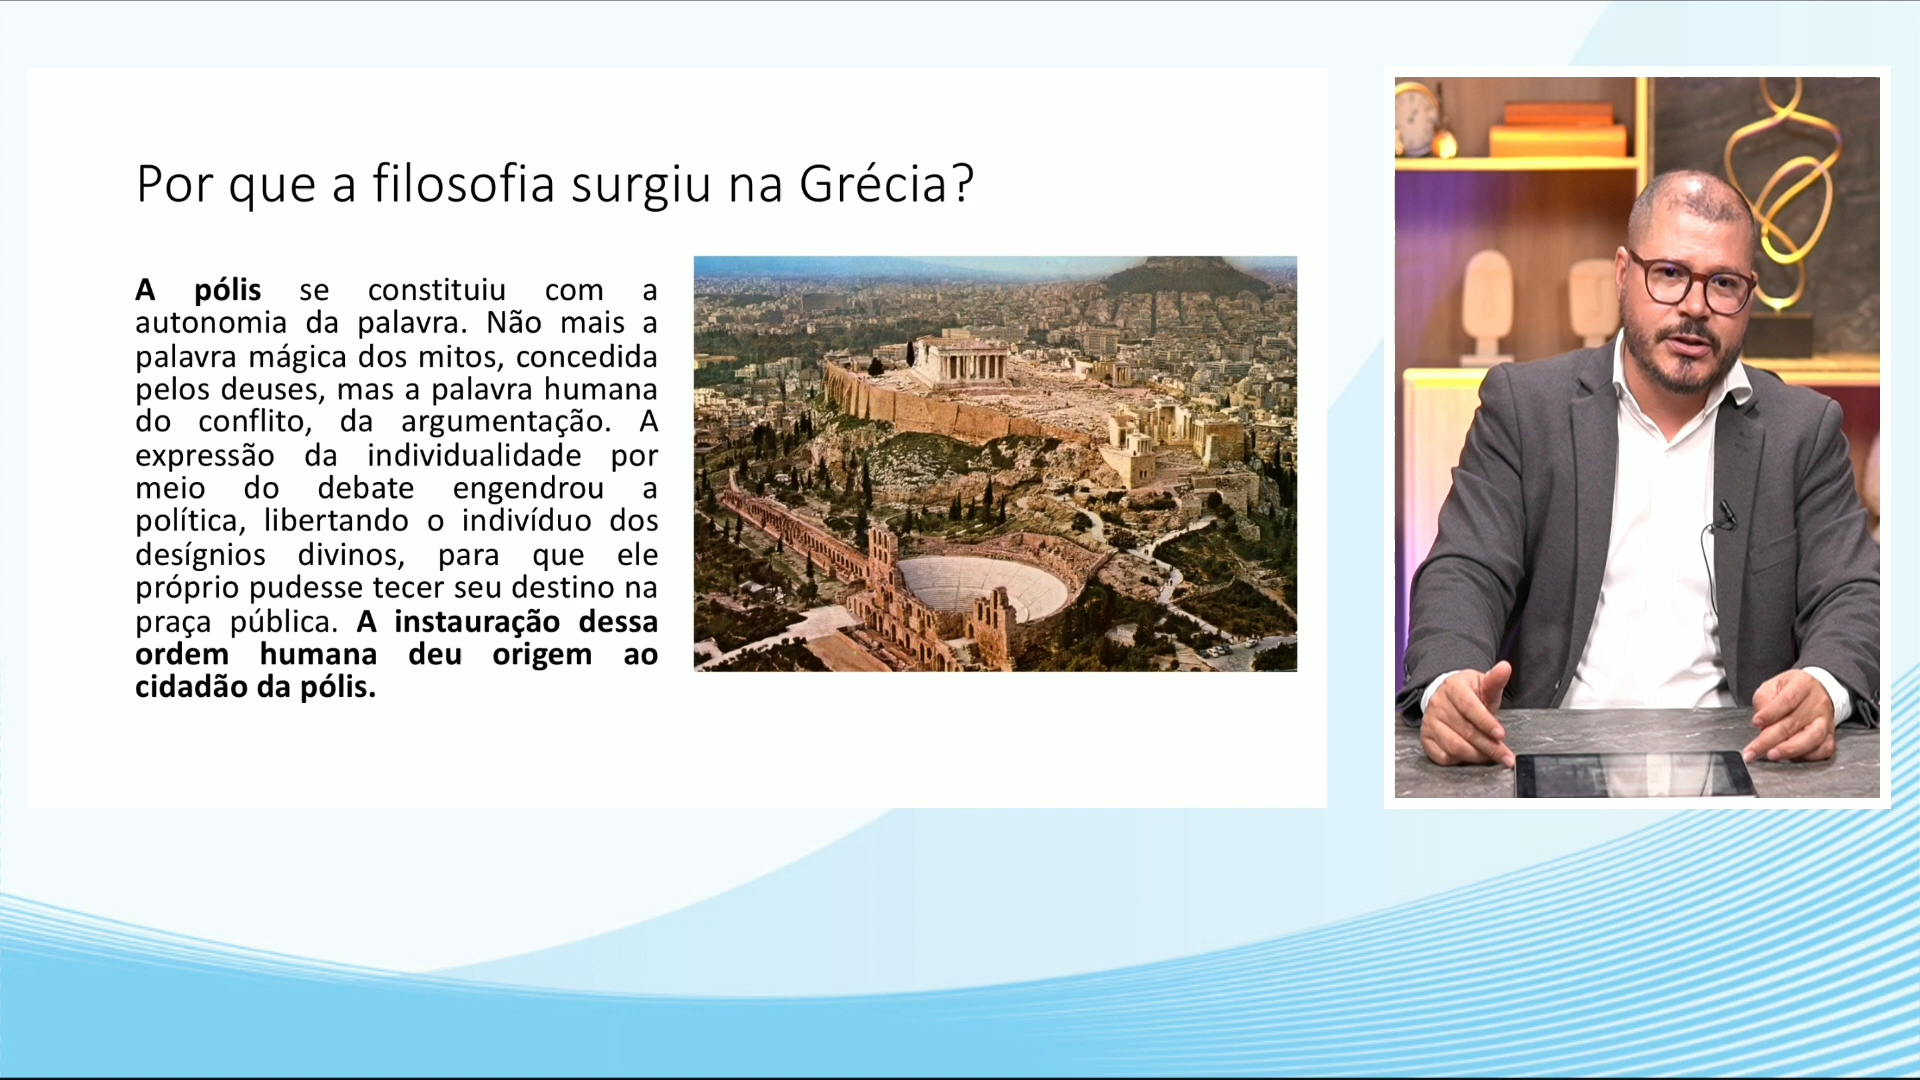 Por que a filosofia surgiu na Grécia?
A pólis se constituiu com a
autonomia da palavra. Não mais a
palavra mágica dos mitos, concedida
pelos deuses, mas a palavra humana
do conflito, da argumentação. A
expressão da individualidade por
meio do debate engendrou a
política, libertando o indivíduo dos
desígnios divinos, para que ele
próprio pudesse tecer seu destino na
praça pública. A instauração dessa
ordem humana deu origem ao
cidadão da pólis.